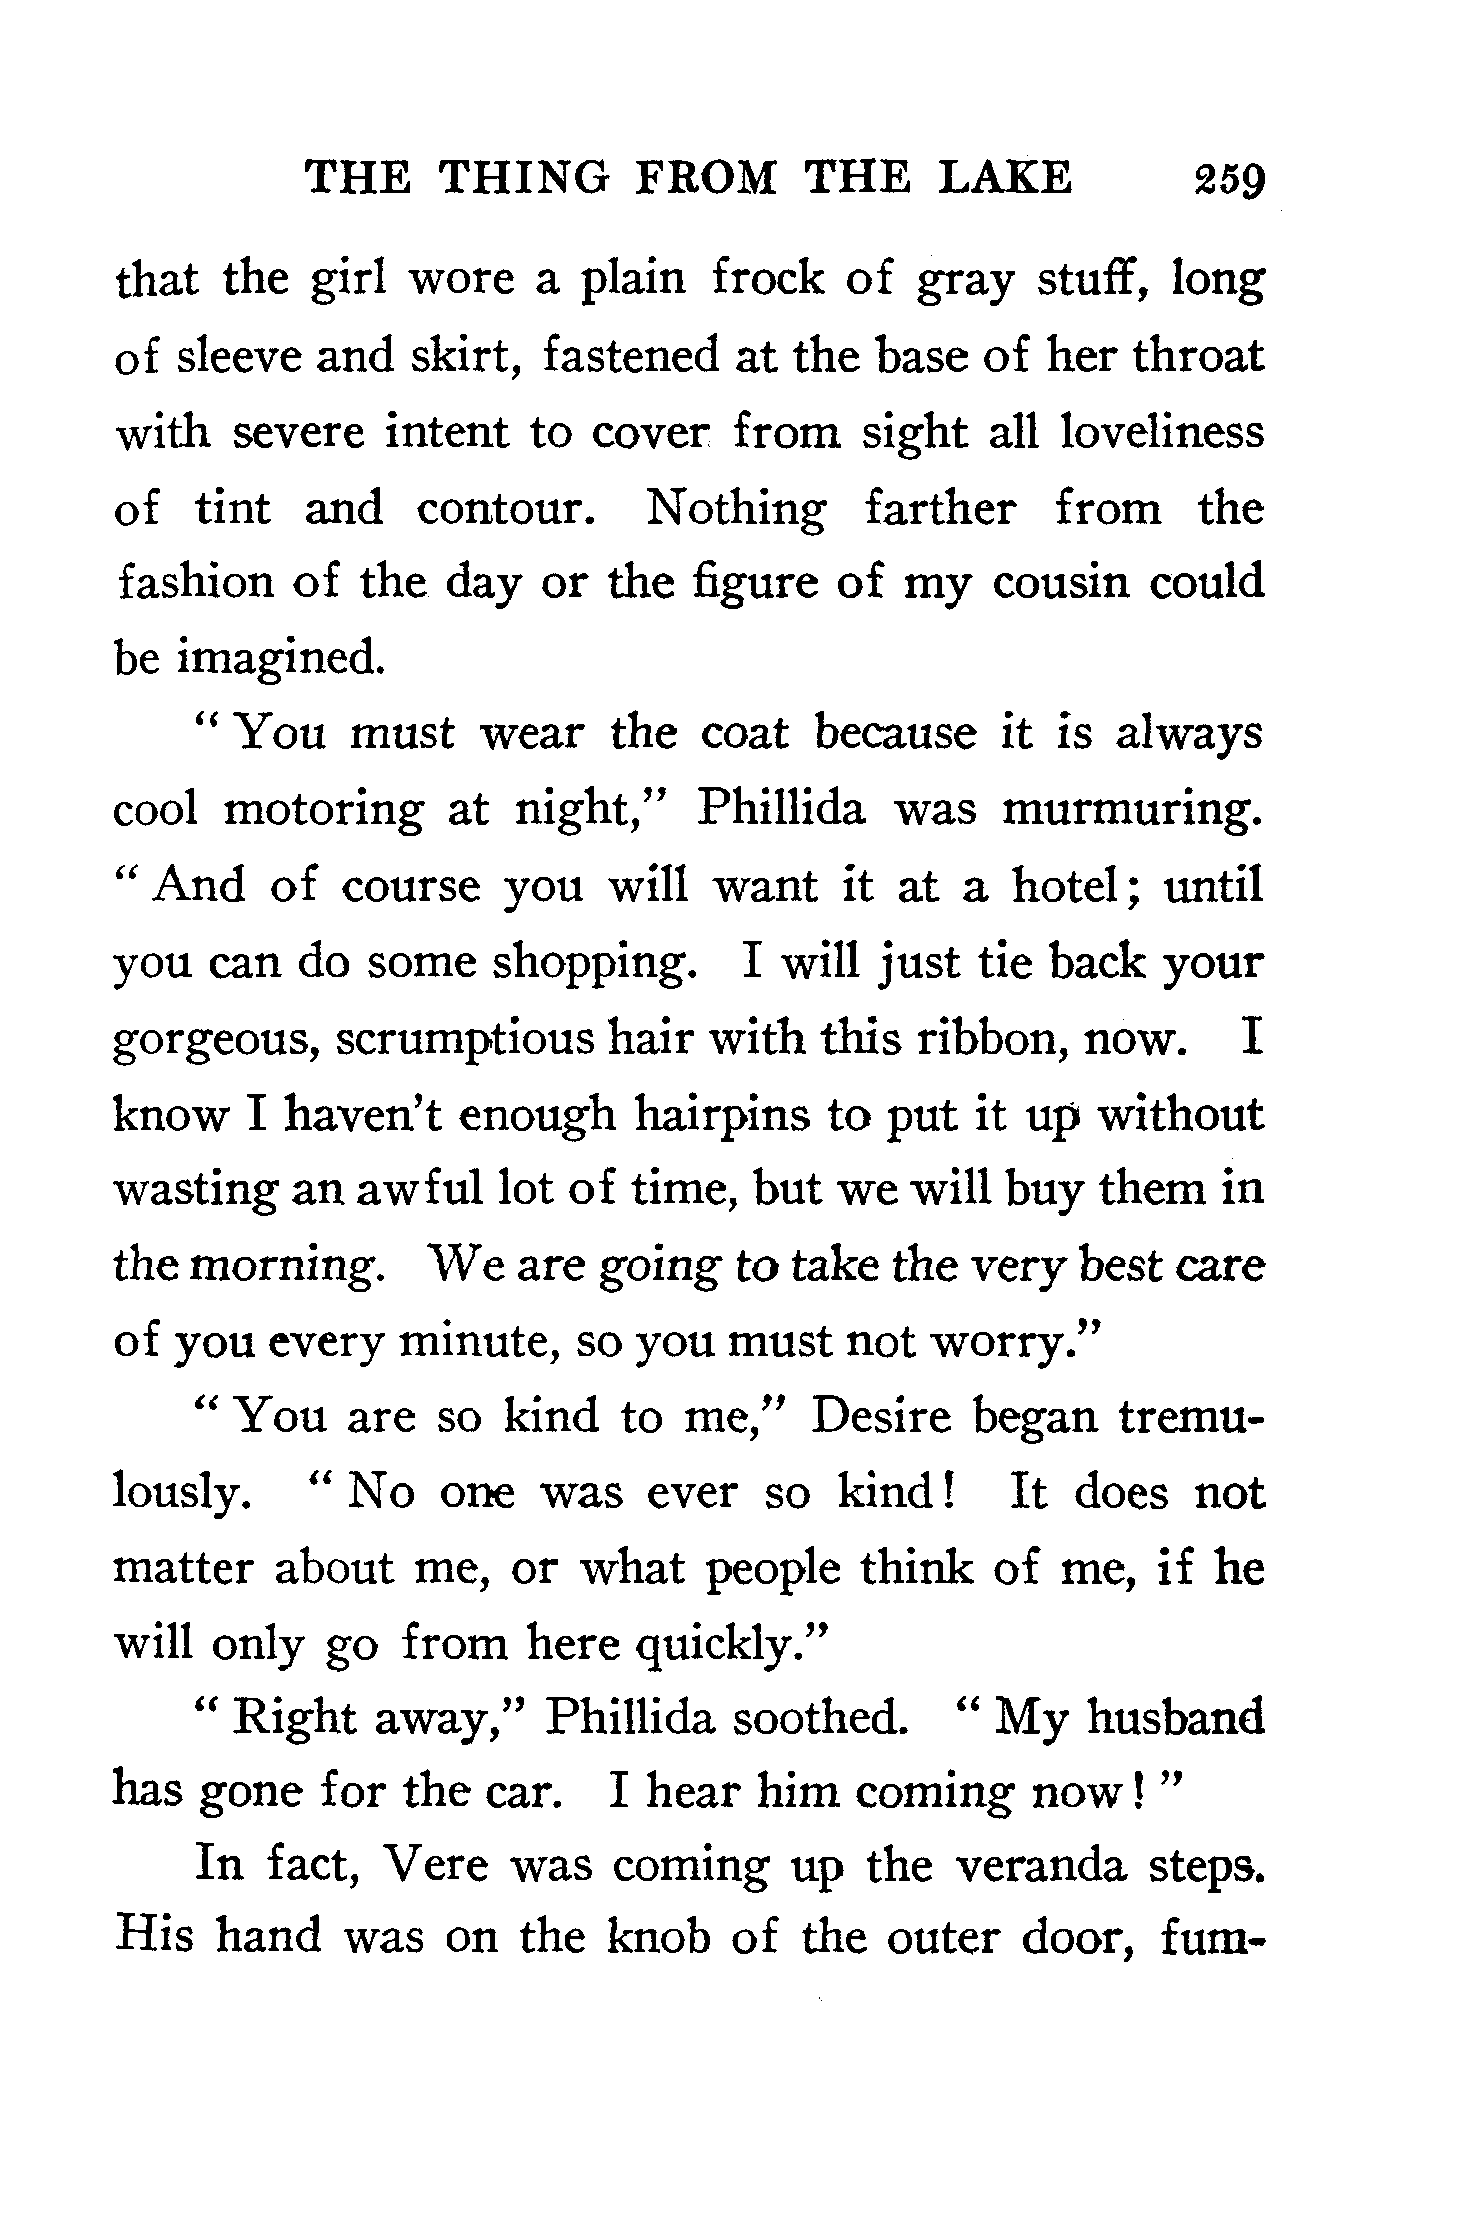 THE THING FROM THE LAKE 259
that the girl wore a plain frock of gray stuff, long
of sleeve and skirt, fastened at the base of her throat
with severe intent to cover from sight all loveliness
of tint and contour. Nothing farther from the
fashion of the day or the figure of my cousin could
be imagined.
“ You must wear the coat because it is always
cool motoring at night,” Phillida was murmuring.
“ And of course you will want it at a hotel; until
you can do some shopping. I will just tie back your
gorgeous, scrumptious hair with this ribbon, now. I
know I haven’t enough hairpins to put it up without
wasting an awful lot of time, but we will buy them in
the morning. We are going to take the very best care
of you every minute, so you must not worry.”
“ You are so kind to me,” Desire began tremu-
lously. “ No one was ever so kind! It does not
matter about me, or what people think of me, if he
will only go from here quickly.”
“ Right away,” Phillida soothed. “ My husband
has gone for the car. I hear him coming now! ”
In fact, Vere was coming up the veranda steps.
His hand was on the knob of the outer door, fum-